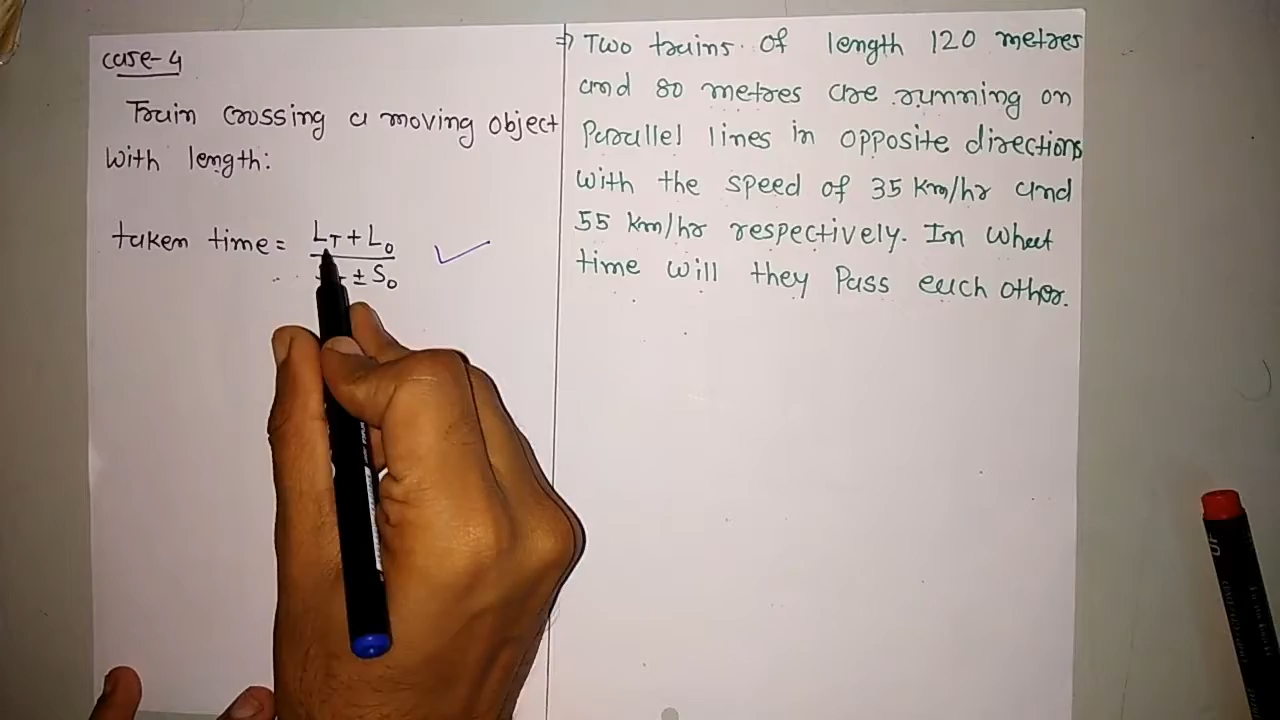 Case-4
Train crossing a moving object
with length:
taken time = L_T + L_0
± S_0
⇒ Two trains of length 120 metres
and 80 metres are running on
Parallel lines in opposite directions
with the speed of 35 Km/hr and
55 Km/hr respectively. In what
time will they Pass each other.